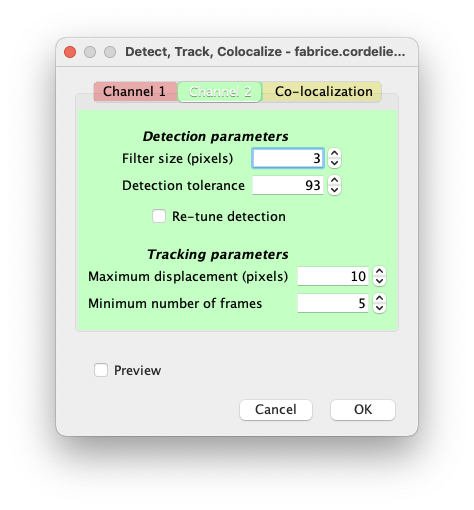 Detect, Track, Colocalize - fabrice.cordelie...
Channel 1 Channel 2 Co-localization
Detection parameters
Filter size (pixels) 3
Detection tolerance 93
Re-tune detection
Tracking parameters
Maximum displacement (pixels) 10
Minimum number of frames 5
Preview
Cancel OK